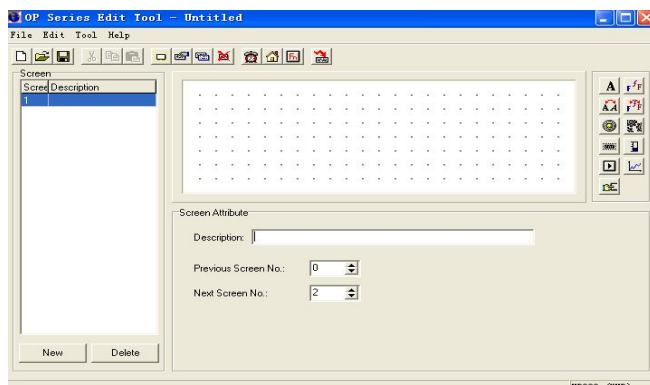 OP Series Edit Tool - Untitled
File Edit Tool Help
Screen
Scree Description
1
Screen Attribute
Description:
Previous Screen No.: 0
Next Screen No.: 2
New Delete